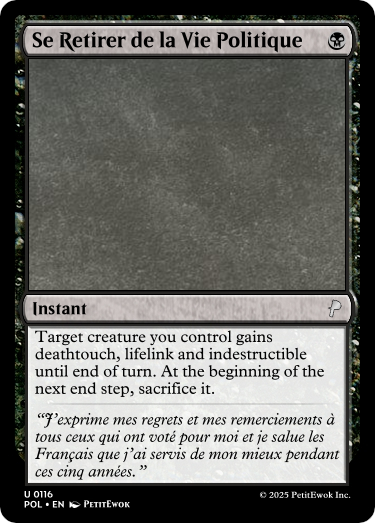 Se Retirer de la Vie Politique
Instant
Target creature you control gains
deathtouch, lifelink and indestructible
until end of turn. At the beginning of the
next end step, sacrifice it.
“J'exprime mes regrets et mes remerciements à
tous ceux qui ont voté pour moi et je salue les
Français que j'ai servis de mon mieux pendant
ces cinq années.”
U 0116
POL • EN PetitEwok
© 2025 PetitEwok Inc.